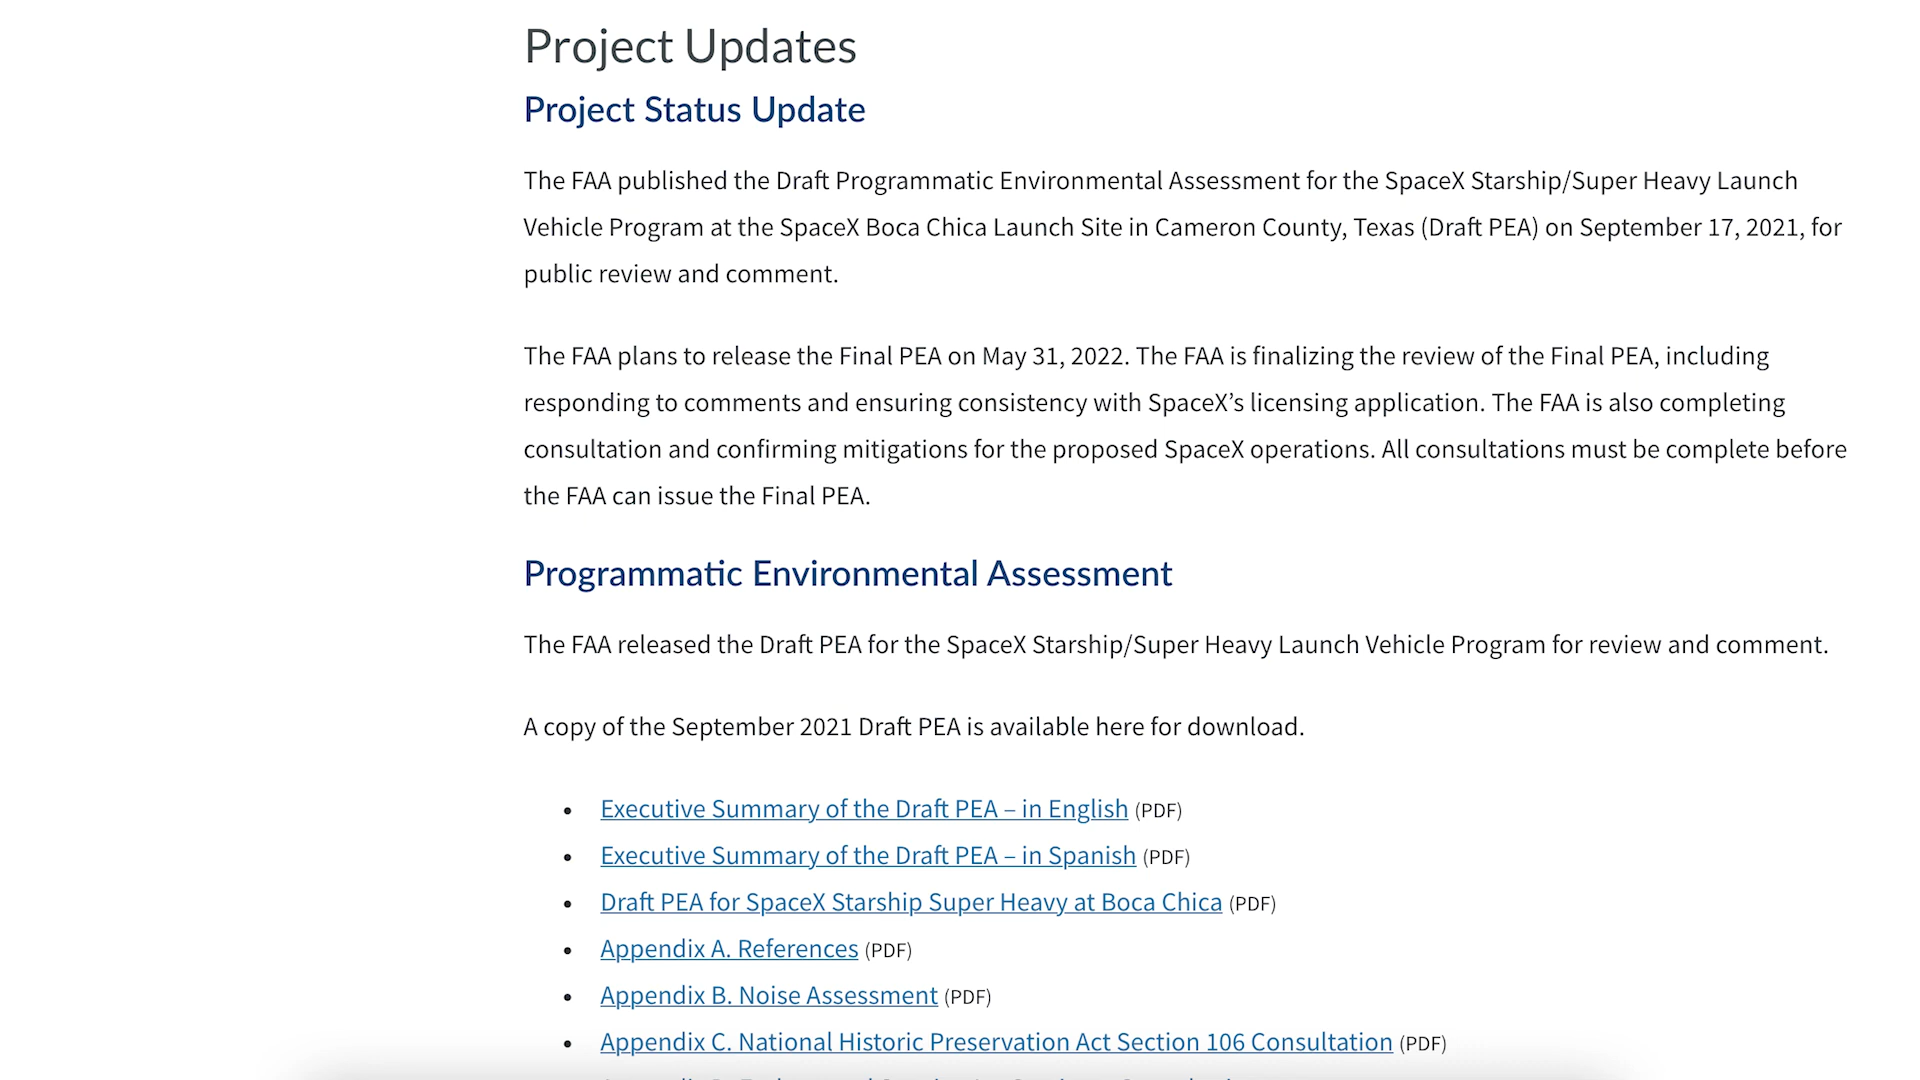 Project Updates
Project Status Update
The FAA published the Draft Programmatic Environmental Assessment for the SpaceX Starship/Super Heavy Launch
Vehicle Program at the SpaceX Boca Chica Launch Site in Cameron County, Texas (Draft PEA) on September 17, 2021, for
public review and comment.
The FAA plans to release the Final PEA on May 31, 2022. The FAA is finalizing the review of the Final PEA, including
responding to comments and ensuring consistency with SpaceX’s licensing application. The FAA is also completing
consultation and confirming mitigations for the proposed SpaceX operations. All consultations must be complete before
the FAA can issue the Final PEA.
Programmatic Environmental Assessment
The FAA released the Draft PEA for the SpaceX Starship/Super Heavy Launch Vehicle Program for review and comment.
A copy of the September 2021 Draft PEA is available here for download.
• Executive Summary of the Draft PEA – in English (PDF)
• Executive Summary of the Draft PEA – in Spanish (PDF)
• Draft PEA for SpaceX Starship Super Heavy at Boca Chica (PDF)
• Appendix A. References (PDF)
• Appendix B. Noise Assessment (PDF)
• Appendix C. National Historic Preservation Act Section 106 Consultation (PDF)